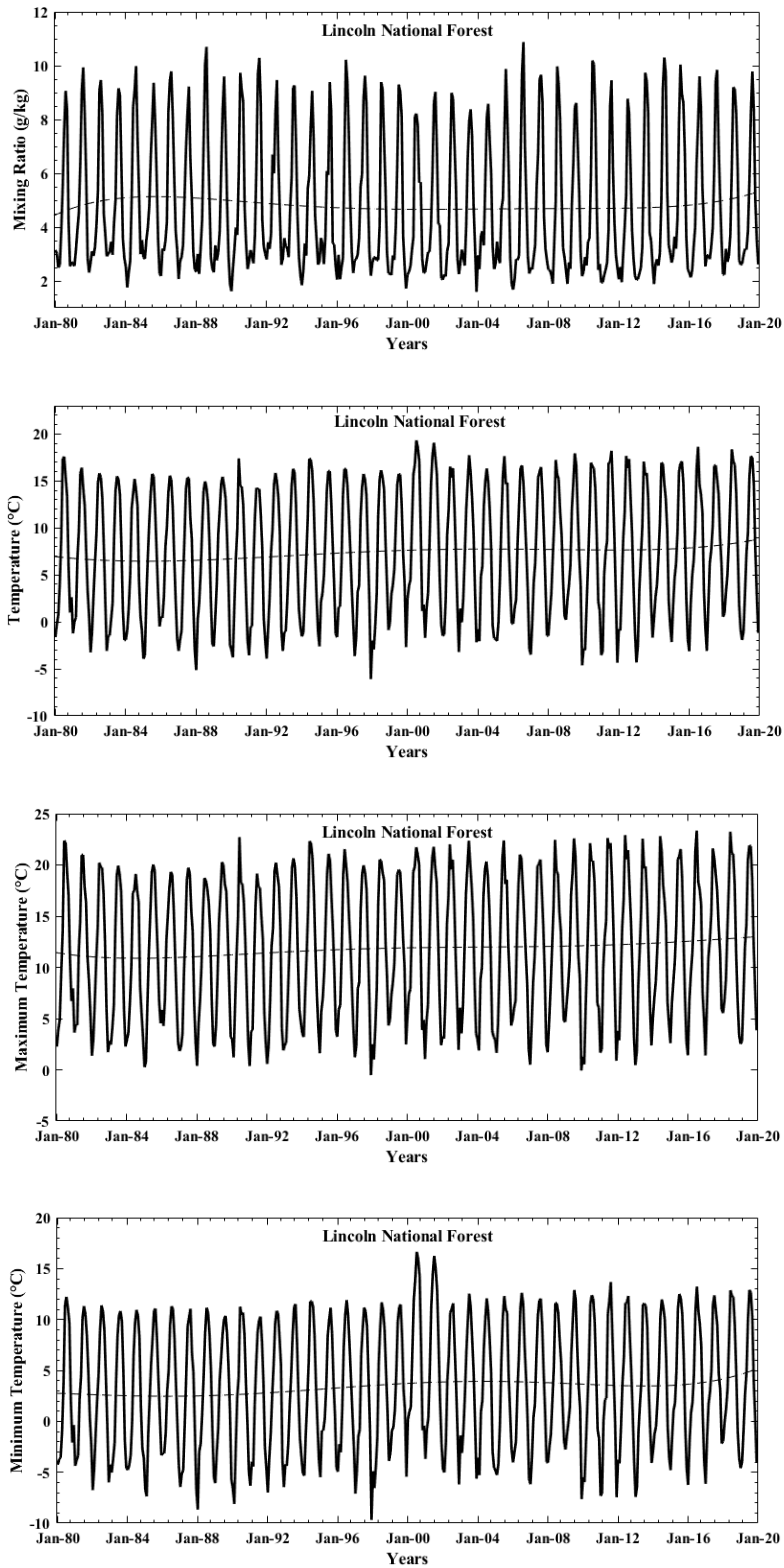 Lincoln National Forest
12
10
8
6
4
2
Mixing Ratio (g/kg)
Jan-80 Jan-84 Jan-88 Jan-92 Jan-96 Jan-00 Jan-04 Jan-08 Jan-12 Jan-16 Jan-20
Years
Lincoln National Forest
20
15
10
5
0
-5
-10
Temperature (°C)
Jan-80 Jan-84 Jan-88 Jan-92 Jan-96 Jan-00 Jan-04 Jan-08 Jan-12 Jan-16 Jan-20
Years
Lincoln National Forest
25
20
15
10
5
0
-5
Maximum Temperature (°C)
Jan-80 Jan-84 Jan-88 Jan-92 Jan-96 Jan-00 Jan-04 Jan-08 Jan-12 Jan-16 Jan-20
Years
Lincoln National Forest
20
15
10
5
0
-5
-10
Minimum Temperature (°C)
Jan-80 Jan-84 Jan-88 Jan-92 Jan-96 Jan-00 Jan-04 Jan-08 Jan-12 Jan-16 Jan-20
Years